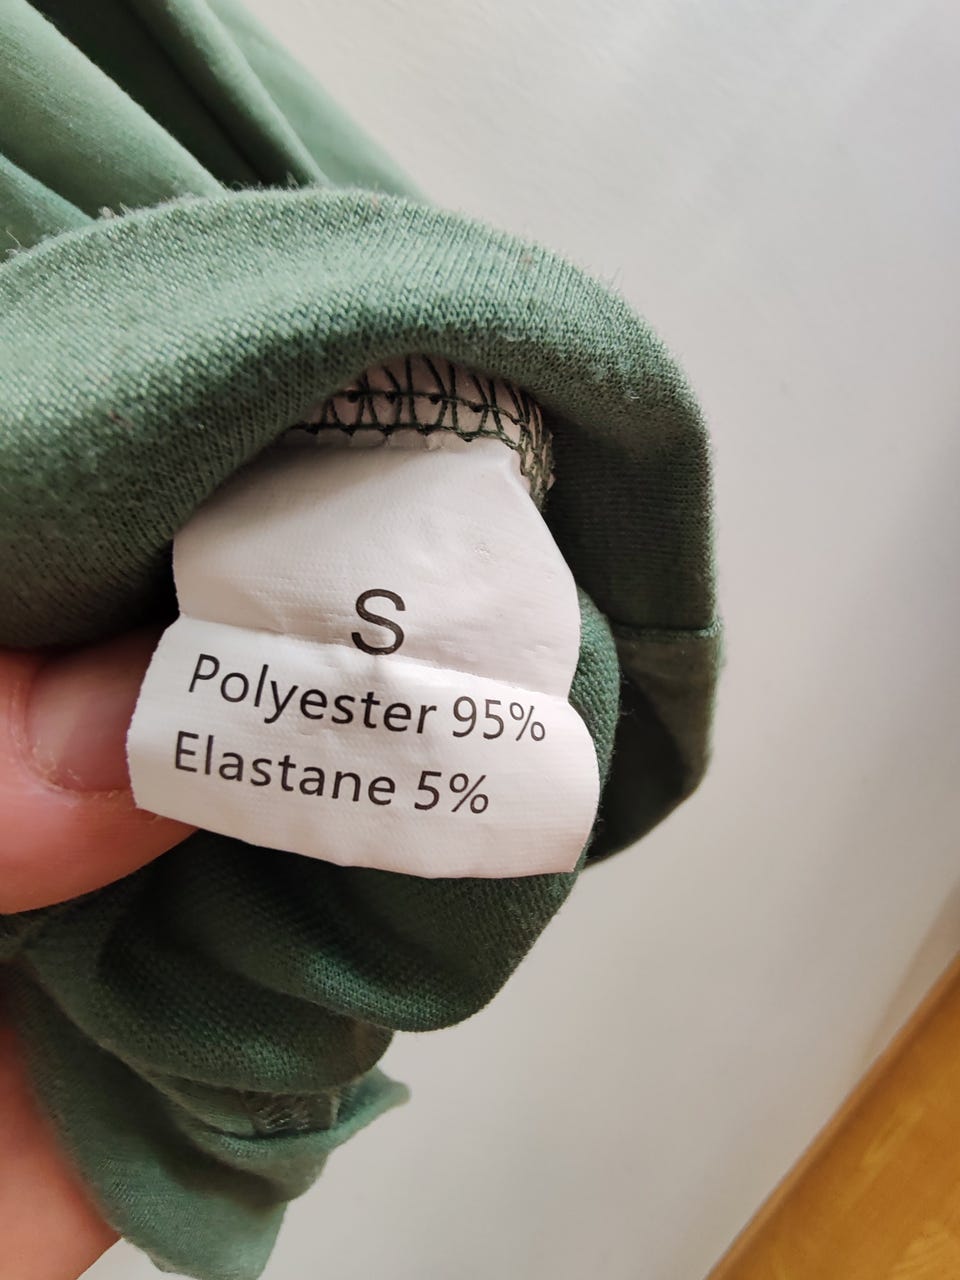 S
Polyester 95%
Elastane 5%